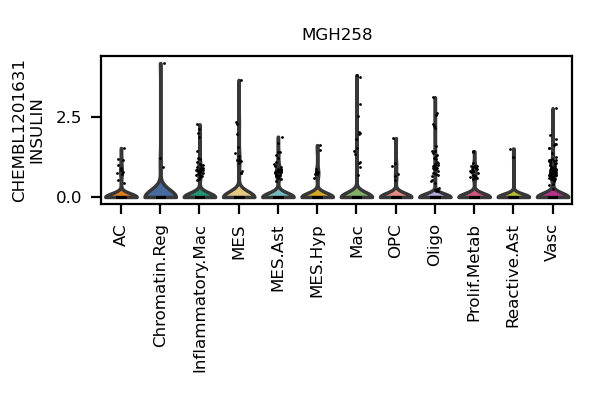 MGH258
CHEMBL1201631
INSULIN
2.5
0.0
AC
Chromatin.Reg
Inflammatory.Mac
MES
MES.Ast
MES.Hyp
Mac
OPC
Oligo
Prolif.Metab
Reactive.Ast
Vasc